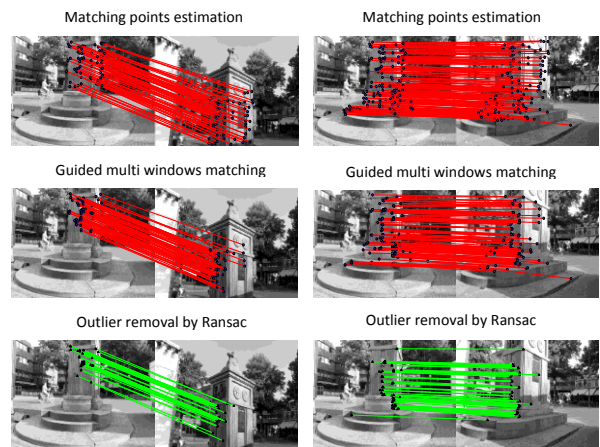 Matching points estimation
Matching points estimation
Guided multi windows matching
Guided multi windows matching
Outlier removal by Ransac
Outlier removal by Ransac